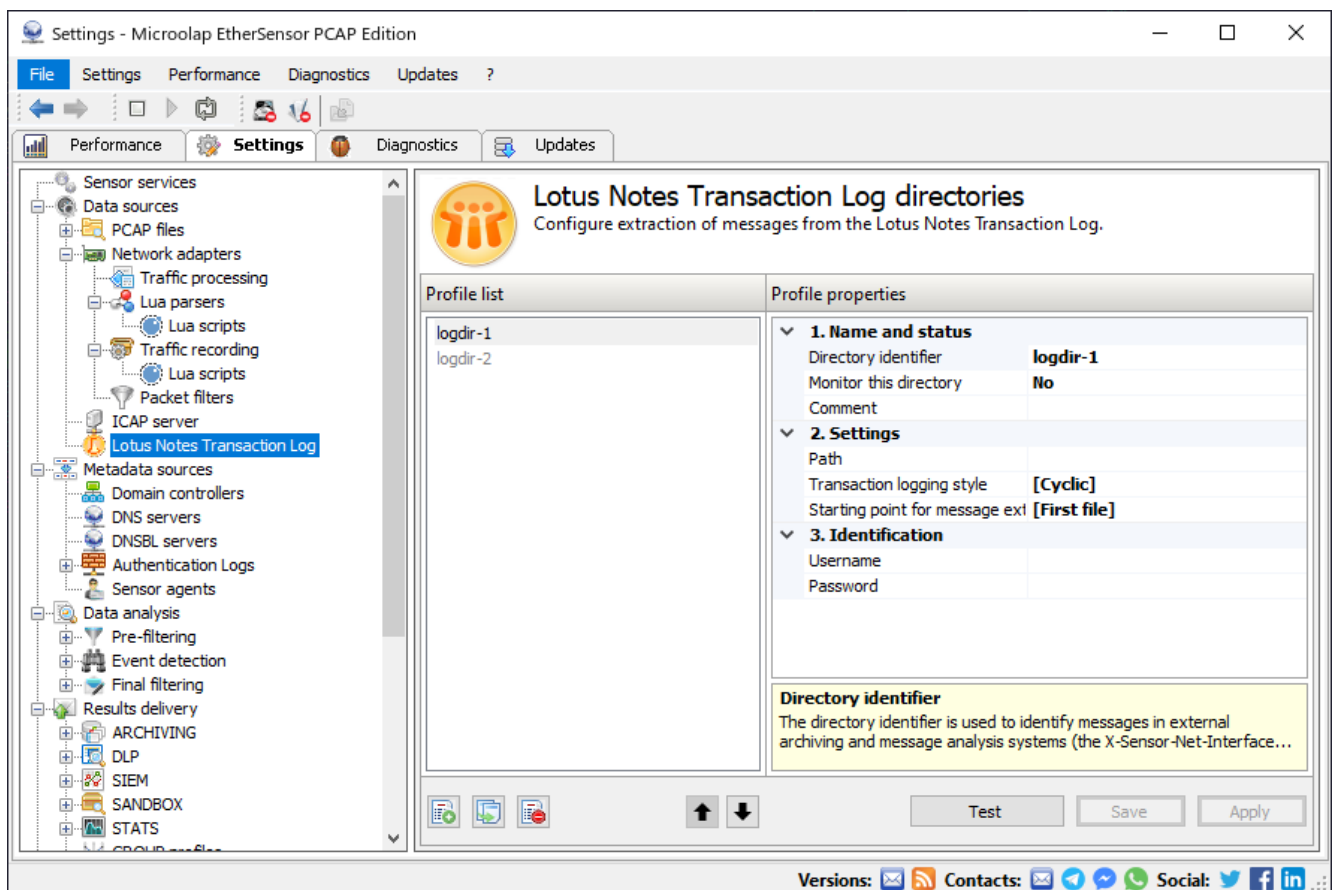 Settings - Microolap EtherSensor PCAP Edition
File Settings Performance Diagnostics Updates ?
Performance Settings Diagnostics Updates
Sensor services
Data sources
PCAP files
Network adapters
Traffic processing
Lua parsers
Lua scripts
Traffic recording
Lua scripts
Packet filters
ICAP server
Lotus Notes Transaction Log
Metadata sources
Domain controllers
DNS servers
DNSBL servers
Authentication Logs
Sensor agents
Data analysis
Pre-filtering
Event detection
Final filtering
Results delivery
ARCHIVING
DLP
SIEM
SANDBOX
STATS
Lotus Notes Transaction Log directories
Configure extraction of messages from the Lotus Notes Transaction Log.
Profile list
logdir-1
logdir-2
Profile properties
1. Name and status
Directory identifier logdir-1
Monitor this directory No
Comment
2. Settings
Path
Transaction logging style [Cyclic]
Starting point for message ext [First file]
3. Identification
Username
Password
Directory identifier
The directory identifier is used to identify messages in external
archiving and message analysis systems (the X-Sensor-Net-Interface...
Test Save Apply
Versions: Contacts: Social: